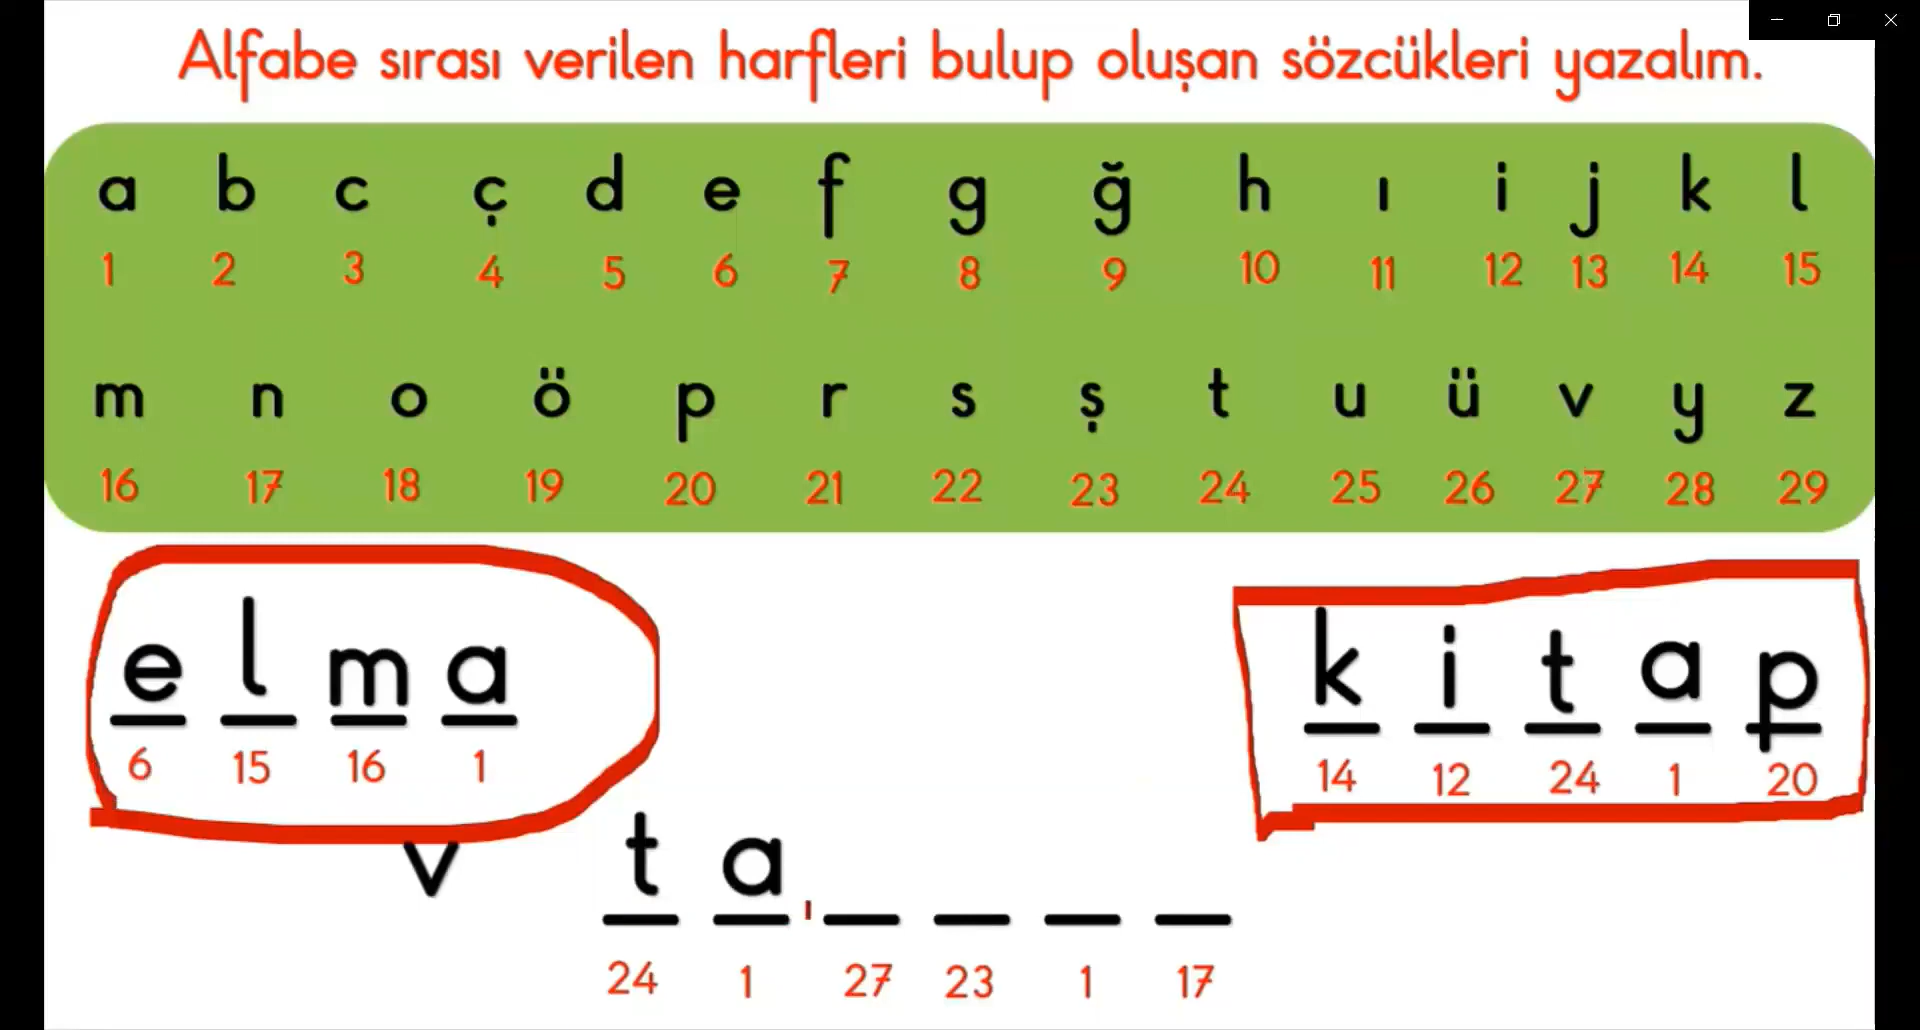 Alfabe sırası verilen harfleri bulup oluşan sözcükleri yazalım.
a b c ç d e f g ğ h ı i j k l
1 2 3 4 5 6 7 8 9 10 11 12 13 14 15
m n o ö p r s ş t u ü v y z
16 17 18 19 20 21 22 23 24 25 26 27 28 29
e l m a
6 15 16 1
k i t a p
14 12 24 1 20
v
t a
24 1 27 23 1 17